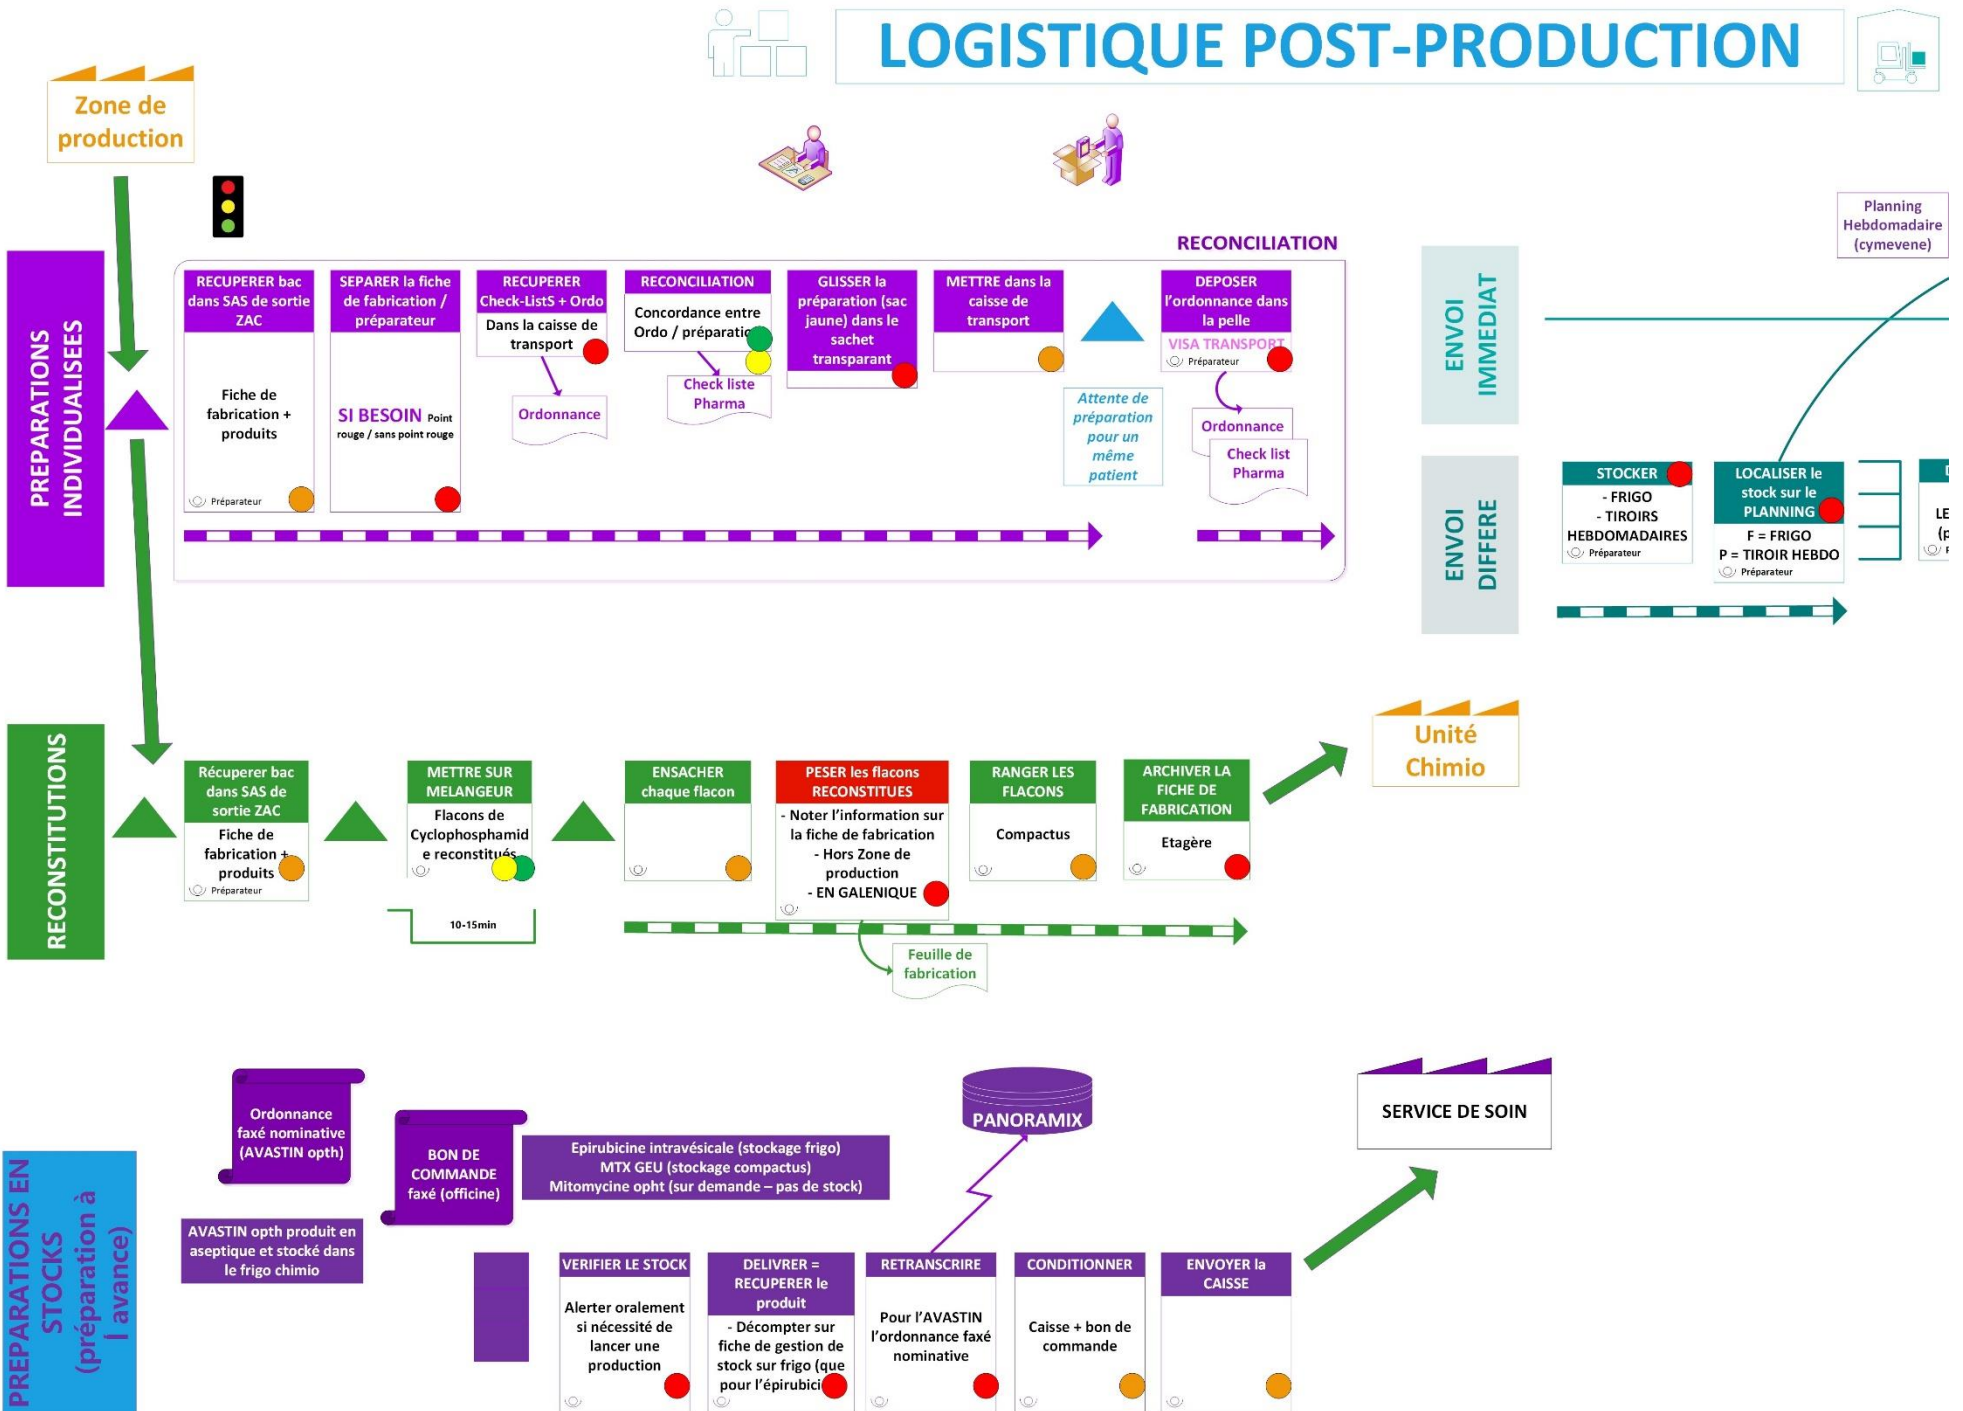 LOGISTIQUE POST-PRODUCTION
Zone de
production
Planning
Hebdomadaire
(cymevene)
RECONCILIATION
PREPARATIONS
INDIVIDUALISEES
RECUPERER bac
dans SAS de sortie
ZAC
Fiche de
fabrication +
produits
Préparateur
SEPARER la fiche
de fabrication /
préparateur
SI BESOIN Point
rouge / sans point rouge
RECUPERER
Check-ListS + Ordo
Dans la caisse de
transport
Ordonnance
RECONCILIATION
Concordance entre
Ordo / préparation
Check liste
Pharma
GLISSER la
préparation (sac
jaune) dans le
sachet
transparant
METTRE dans la
caisse de
transport
Attente de
préparation
pour un
même
patient
DEPOSER
l'ordonnance dans
la pelle
VISA TRANSPORT
Préparateur
Ordonnance
Check list
Pharma
ENVOI
IMMEDIAT
ENVOI
DIFFERE
STOCKER
- FRIGO
- TIROIRS
HEBDOMADAIRES
Préparateur
LOCALISER le
stock sur le
PLANNING
F = FRIGO
P = TIROIR HEBDO
Préparateur
D
LE
(p
RECONSTITUTIONS
Récuperer bac
dans SAS de
sortie ZAC
Fiche de
fabrication +
produits
Préparateur
METTRE SUR
MELANGEUR
Flacons de
Cyclophosphamid
e reconstitués
10-15min
ENSACHER
chaque flacon
PESER les flacons
RECONSTITUES
- Noter l'information sur
la fiche de fabrication
- Hors Zone de
production
- EN GALENIQUE
Feuille de
fabrication
RANGER LES
FLACONS
Compactus
ARCHIVER LA
FICHE DE
FABRICATION
Etagère
Unité
Chimio
PREPARATIONS EN
STOCKS
(préparation à
l avance)
Ordonnance
faxé nominative
(AVASTIN opth)
BON DE
COMMANDE
faxé (officine)
Epirubicine intravésicale (stockage frigo)
MTX GEU (stockage compactus)
Mitomycine opht (sur demande – pas de stock)
PANORAMIX
SERVICE DE SOIN
AVASTIN opth produit en
aseptique et stocké dans
le frigo chimio
VERIFIER LE STOCK
Alerter oralement
si nécessité de
lancer une
production
DELIVRER =
RECUPERER le
produit
- Décompter sur
fiche de gestion de
stock sur frigo (que
pour l'épirubici
RETRANSCRIRE
Pour l'AVASTIN
l'ordonnance faxé
nominative
CONDITIONNER
Caisse + bon de
commande
ENVOYER la
CAISSE